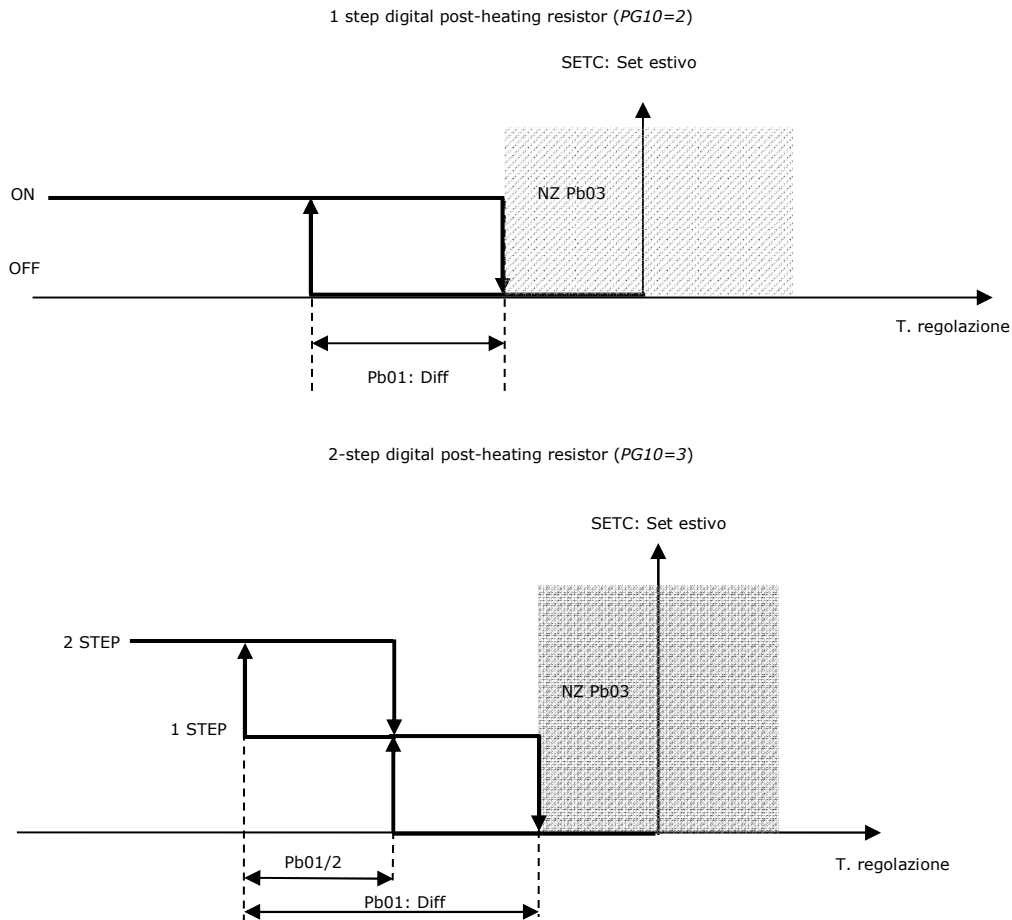 1 step digital post-heating resistor (PG10=2)
SETC: Set estivo
NZ Pb03
ON
OFF
T. regolazione
Pb01: Diff
2-step digital post-heating resistor (PG10=3)
SETC: Set estivo
2 STEP
NZ Pb03
1 STEP
Pb01/2
T. regolazione
Pb01: Diff